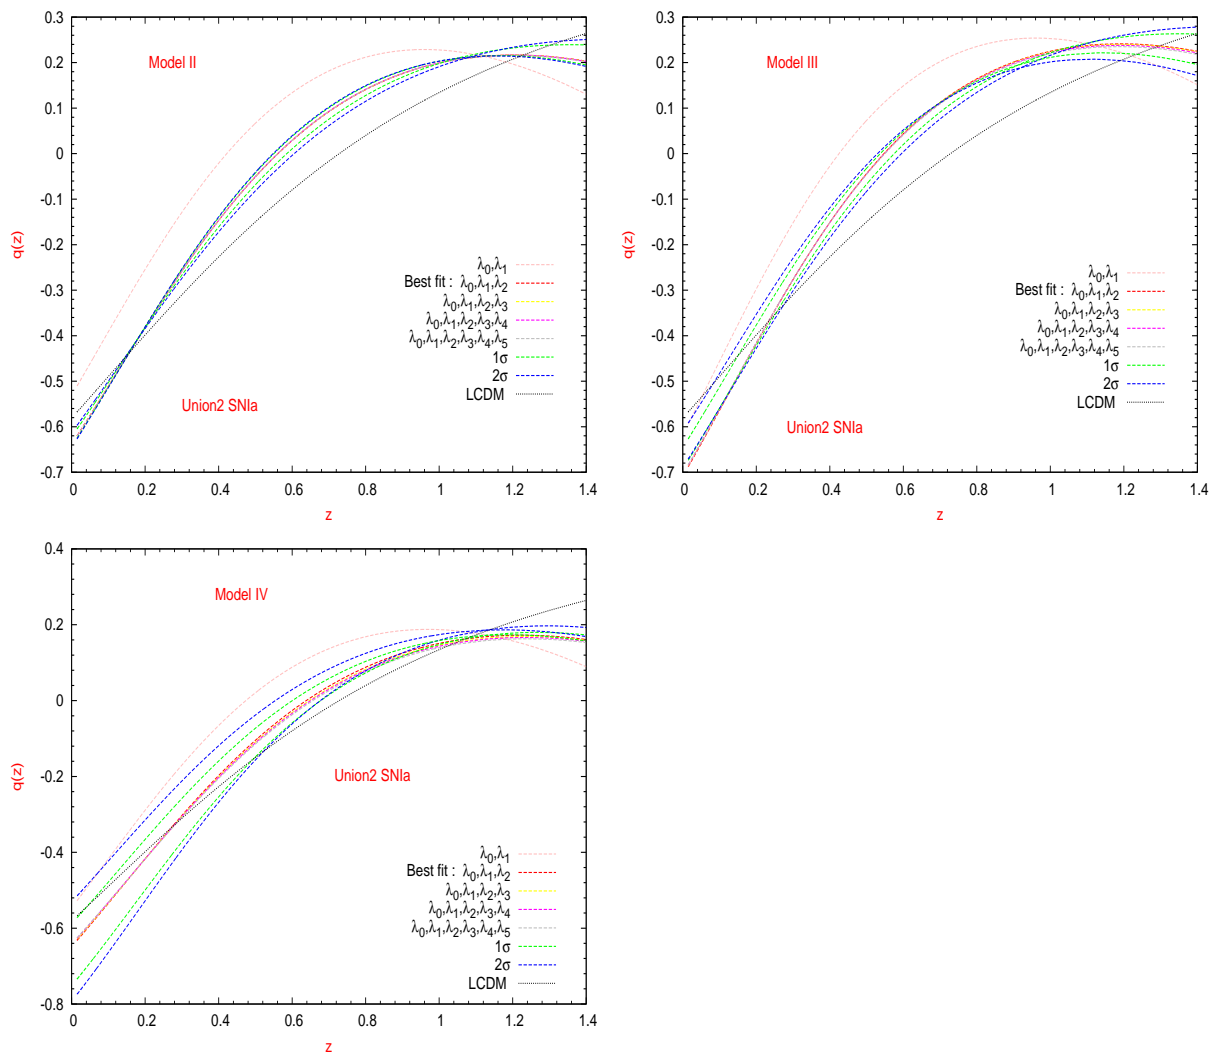 0.3
0.2
0.1
0
-0.1
-0.2
-0.3
-0.4
-0.5
-0.6
-0.7
q(z)
Model II
λ0,λ1
Best fit : λ0,λ1,λ2
λ0,λ1,λ2,λ3
λ0,λ1,λ2,λ3,λ4
λ0,λ1,λ2,λ3,λ4,λ5
1σ
2σ
LCDM
Union2 SNIa
0 0.2 0.4 0.6 0.8 1 1.2 1.4
z
0.3
0.2
0.1
0
-0.1
-0.2
-0.3
-0.4
-0.5
-0.6
-0.7
q(z)
Model III
λ0,λ1
Best fit : λ0,λ1,λ2
λ0,λ1,λ2,λ3
λ0,λ1,λ2,λ3,λ4
λ0,λ1,λ2,λ3,λ4,λ5
1σ
2σ
LCDM
Union2 SNIa
0 0.2 0.4 0.6 0.8 1 1.2 1.4
z
0.4
0.2
0
-0.2
-0.4
-0.6
-0.8
q(z)
Model IV
Union2 SNIa
λ0,λ1
Best fit : λ0,λ1,λ2
λ0,λ1,λ2,λ3
λ0,λ1,λ2,λ3,λ4
λ0,λ1,λ2,λ3,λ4,λ5
1σ
2σ
LCDM
0 0.2 0.4 0.6 0.8 1 1.2 1.4
z